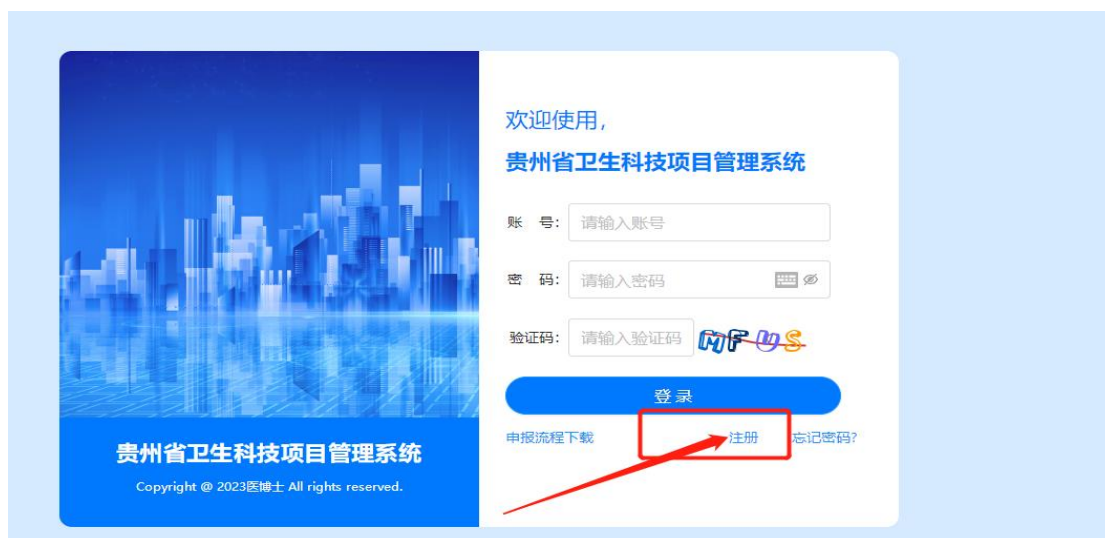 欢迎使用,
贵州省卫生科技项目管理系统
账 号: 请输入账号
密 码: 请输入密码
验证码: 请输入验证码 MFUS
登 录
申报流程下载 注册 忘记密码?
贵州省卫生科技项目管理系统
Copyright @ 2023医博士 All rights reserved.